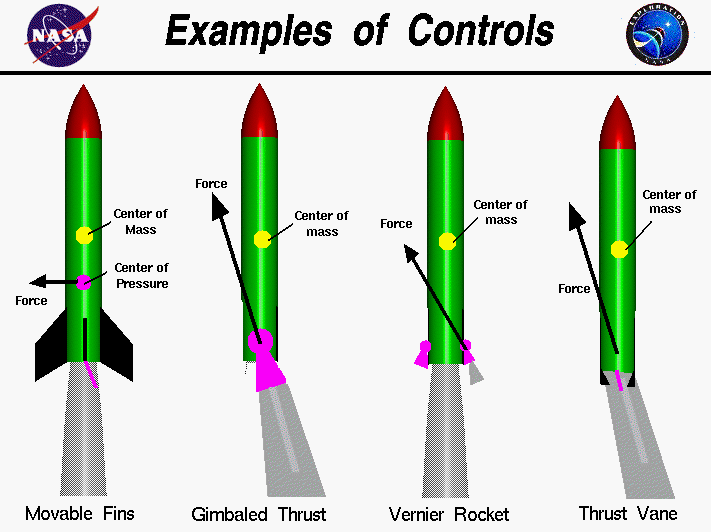 NASA
Examples of Controls
EXPLORATION
NASA
Center of
Mass
Center of
Pressure
Force
Movable Fins
Force
Center of
mass
Gimbaled Thrust
Force
Center of
mass
Vernier Rocket
Center of
mass
Force
Thrust Vane